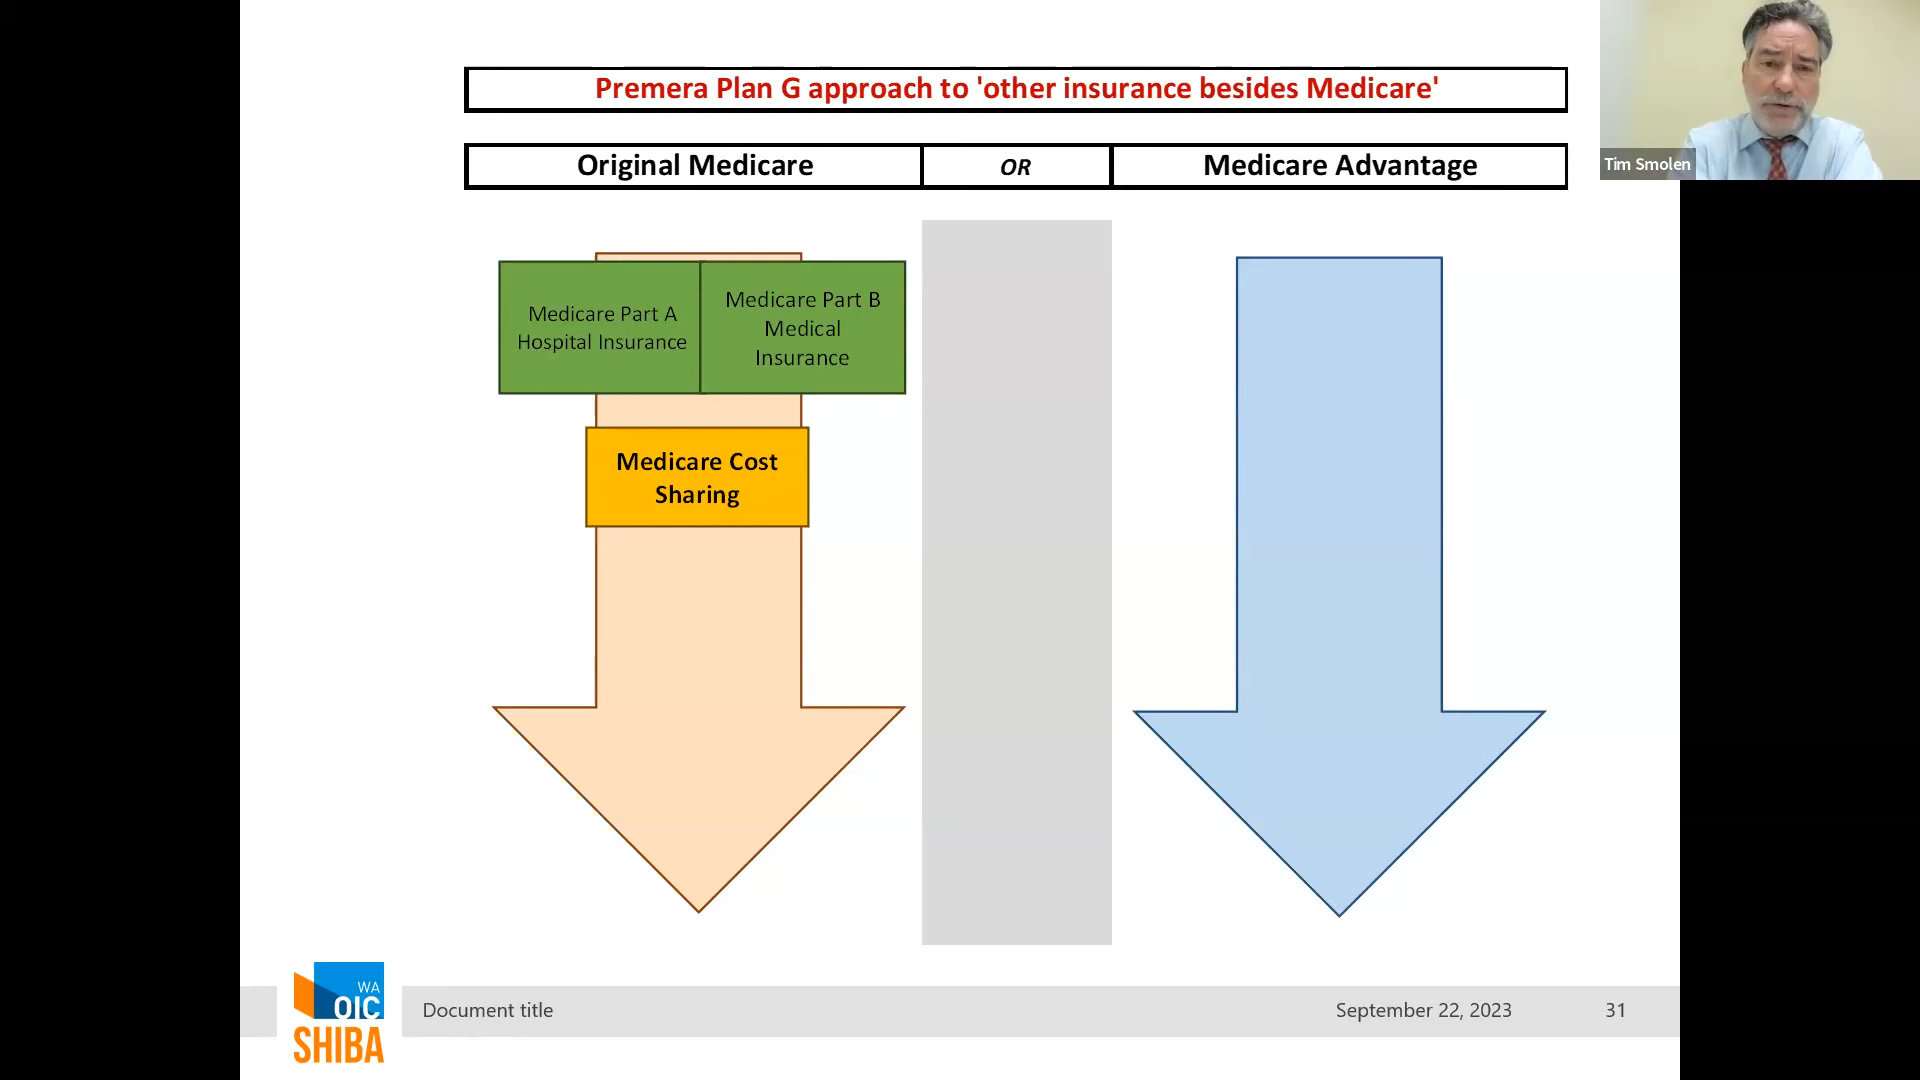 Premera Plan G approach to 'other insurance besides Medicare'
Original Medicare
OR
Medicare Advantage
Tim Smolen
Medicare Part A
Hospital Insurance
Medicare Part B
Medical
Insurance
Medicare Cost
Sharing
WA
OIC
SHIBA
Document title
September 22, 2023
31